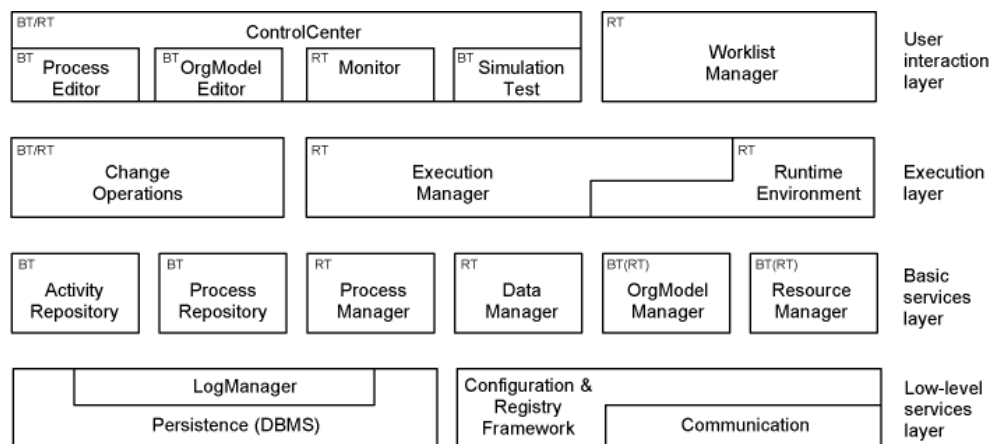 BT/RT
ControlCenter
BT
Process
Editor
BT
OrgModel
Editor
RT
Monitor
BT
Simulation
Test
RT
Worklist
Manager
User
interaction
layer
BT/RT
Change
Operations
RT
Execution
Manager
RT
Runtime
Environment
Execution
layer
BT
Activity
Repository
BT
Process
Repository
RT
Process
Manager
RT
Data
Manager
BT(RT)
OrgModel
Manager
BT(RT)
Resource
Manager
Basic
services
layer
LogManager
Persistence (DBMS)
Configuration &
Registry
Framework
Communication
Low-level
services
layer